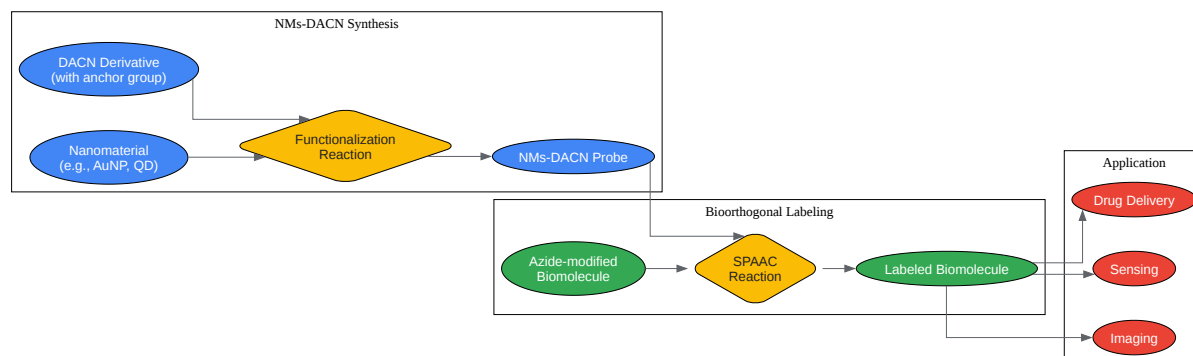 NMs-DACN Synthesis
DACN Derivative
(with anchor group)
Nanomaterial
(e.g., AuNP, QD)
Functionalization
Reaction
NMs-DACN Probe
Bioorthogonal Labeling
Azide-modified
Biomolecule
SPAAC
Reaction
Labeled Biomolecule
Application
Drug Delivery
Sensing
Imaging